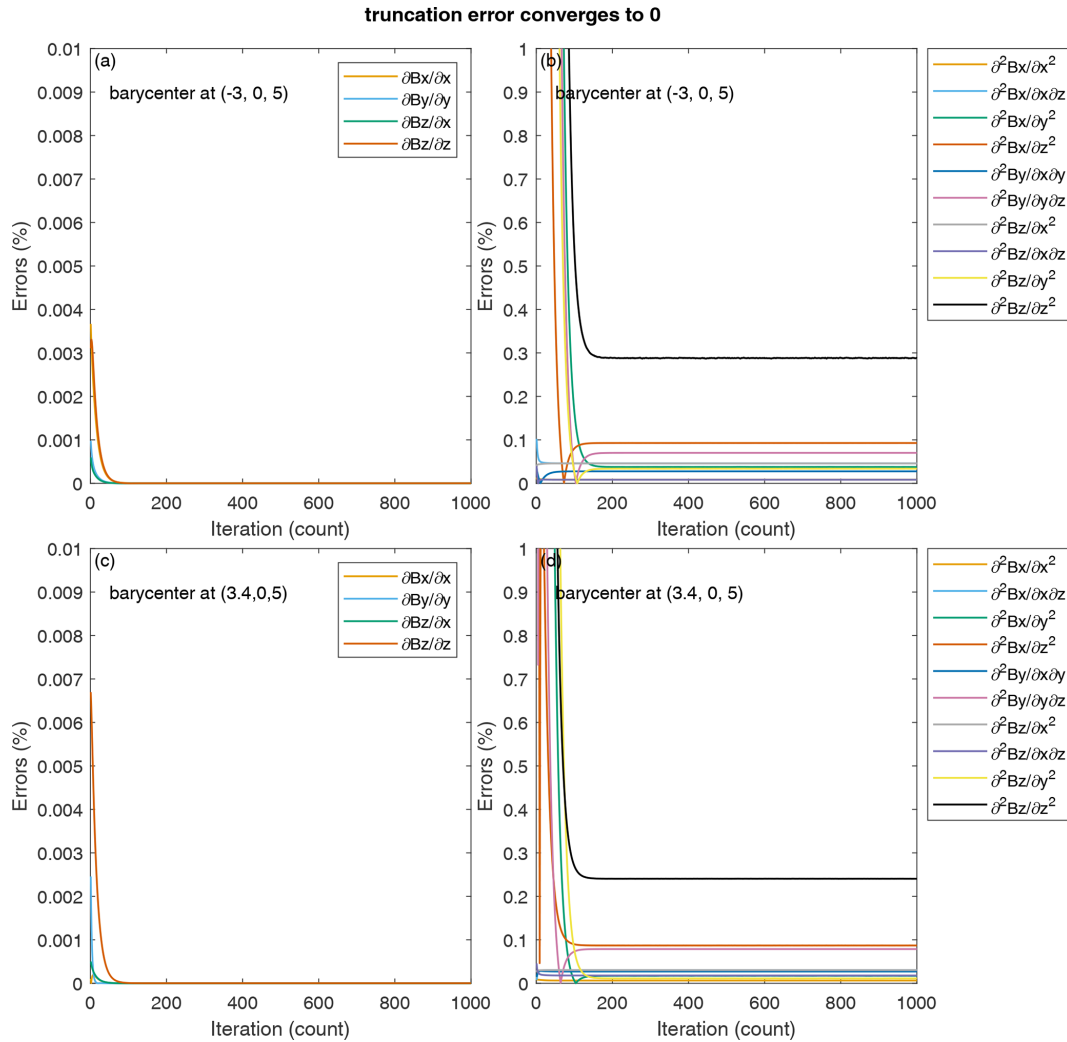 truncation error converges to 0
(a)
barycenter at (-3, 0, 5)
∂Bx/∂x
∂By/∂y
∂Bz/∂x
∂Bz/∂z
0.01
0.009
0.008
0.007
0.006
0.005
0.004
0.003
0.002
0.001
0
Errors (%)
0
200
400
600
800
1000
Iteration (count)
(b)
barycenter at (-3, 0, 5)
1
0.9
0.8
0.7
0.6
0.5
0.4
0.3
0.2
0.1
0
Errors (%)
0
200
400
600
800
1000
Iteration (count)
∂²Bx/∂x²
∂²Bx/∂x∂z
∂²Bx/∂y²
∂²Bx/∂z²
∂²By/∂x∂y
∂²By/∂y∂z
∂²Bz/∂x²
∂²Bz/∂x∂z
∂²Bz/∂y²
∂²Bz/∂z²
(c)
barycenter at (3.4,0,5)
∂Bx/∂x
∂By/∂y
∂Bz/∂x
∂Bz/∂z
0.01
0.009
0.008
0.007
0.006
0.005
0.004
0.003
0.002
0.001
0
Errors (%)
0
200
400
600
800
1000
Iteration (count)
(d)
barycenter at (3.4, 0, 5)
1
0.9
0.8
0.7
0.6
0.5
0.4
0.3
0.2
0.1
0
Errors (%)
0
200
400
600
800
1000
Iteration (count)
∂²Bx/∂x²
∂²Bx/∂x∂z
∂²Bx/∂y²
∂²Bx/∂z²
∂²By/∂x∂y
∂²By/∂y∂z
∂²Bz/∂x²
∂²Bz/∂x∂z
∂²Bz/∂y²
∂²Bz/∂z²